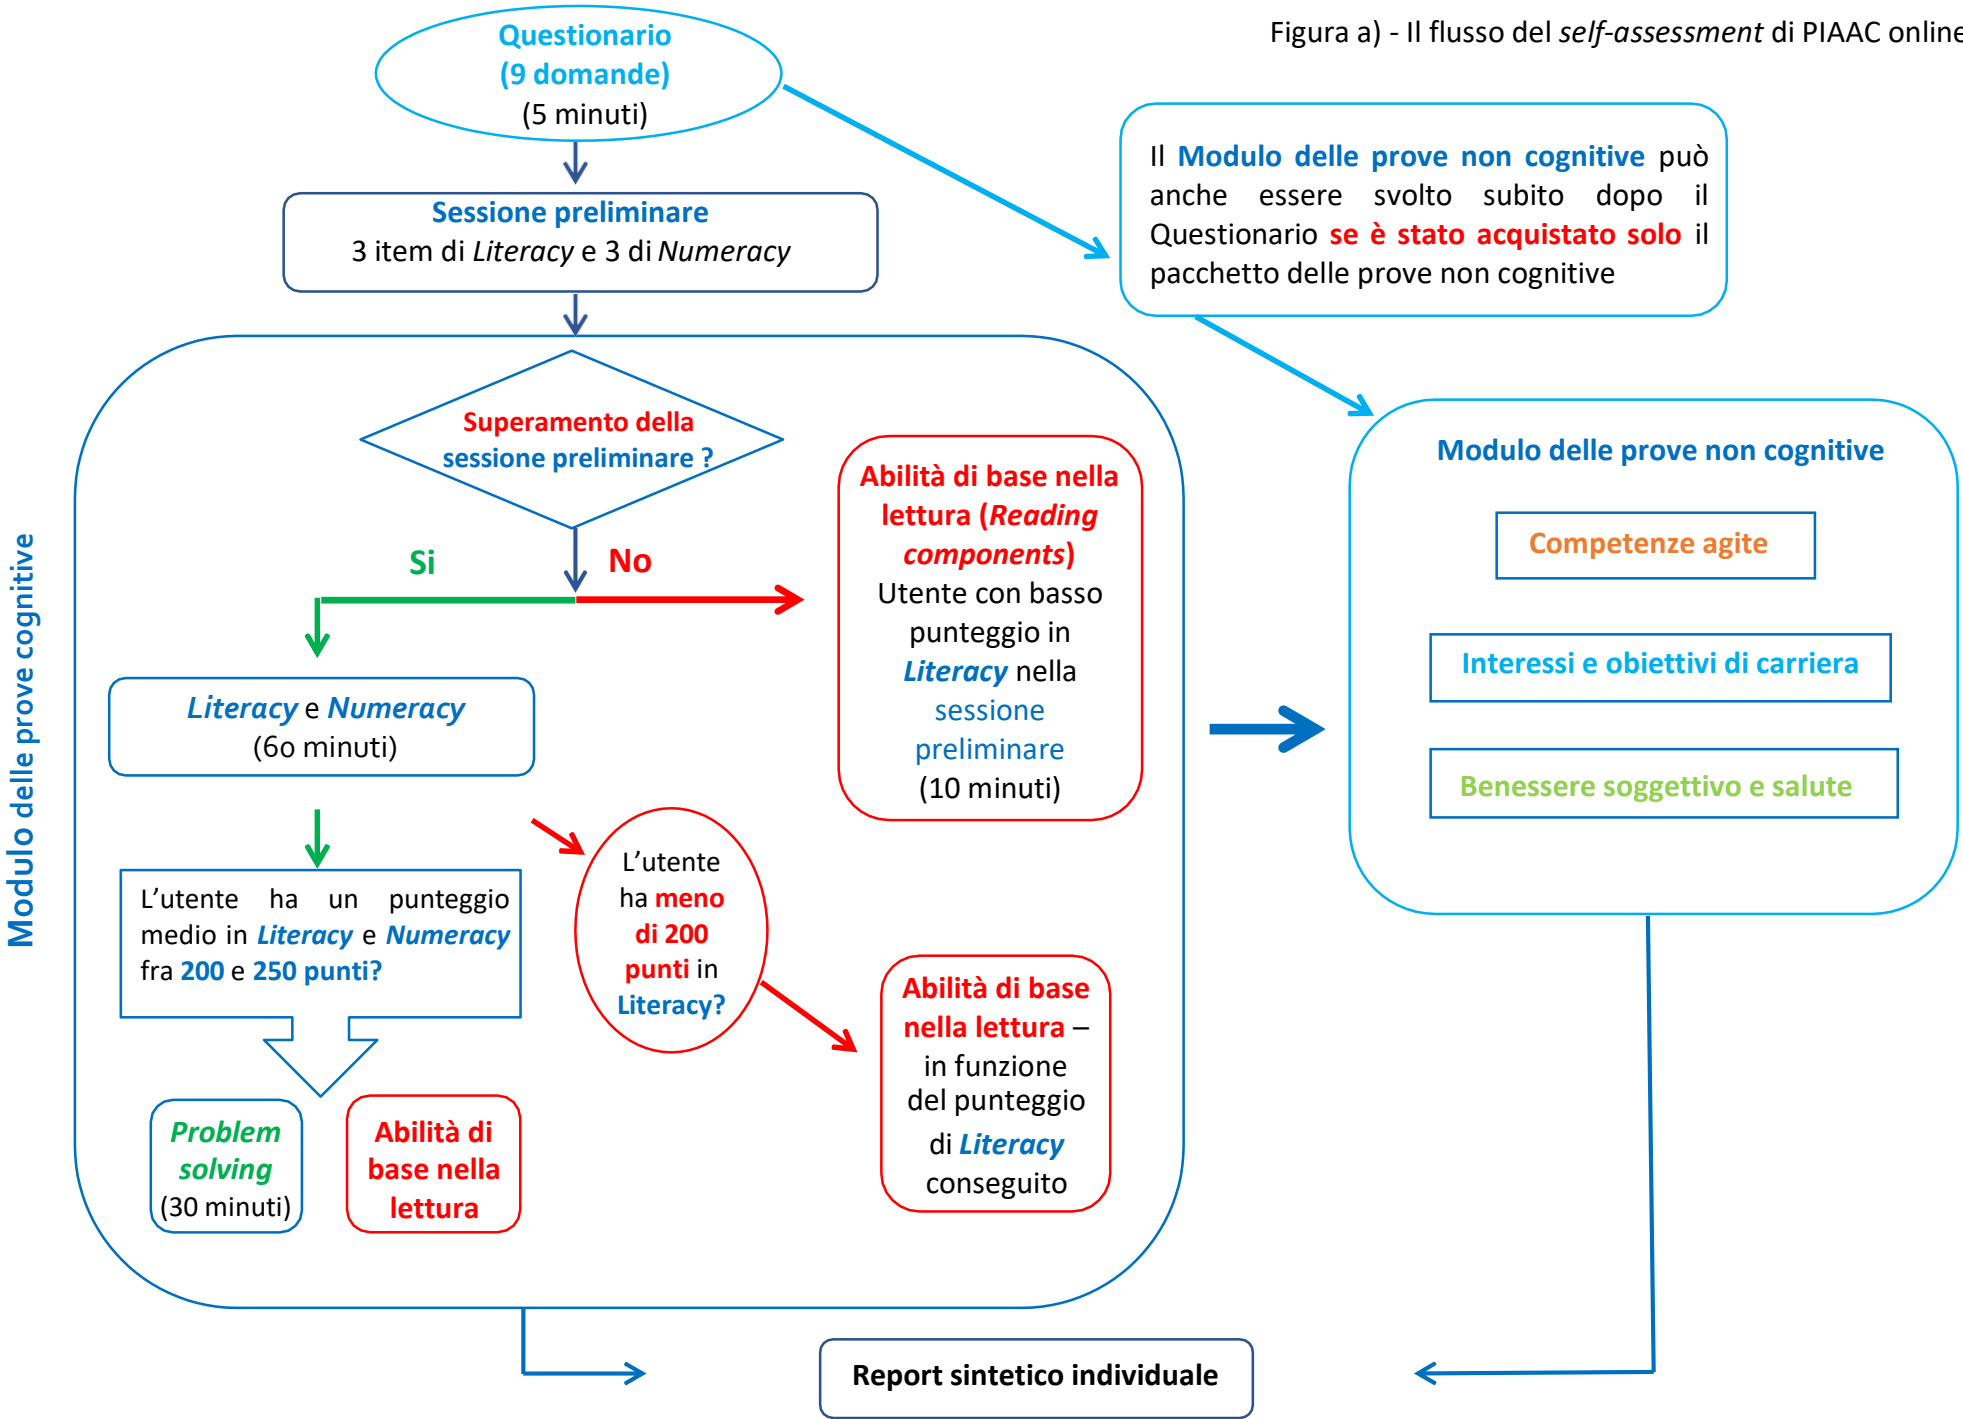 Figura a) - Il flusso del self-assessment di PIAAC online
Questionario
(9 domande)
(5 minuti)
Il Modulo delle prove non cognitive può
anche essere svolto subito dopo il
Questionario se è stato acquistato solo il
pacchetto delle prove non cognitive
Sessione preliminare
3 item di Literacy e 3 di Numeracy
Modulo delle prove cognitive
Superamento della
sessione preliminare ?
Si
No
Abilità di base nella
lettura (Reading
components)
Utente con basso
punteggio in
Literacy nella
sessione
preliminare
(10 minuti)
Literacy e Numeracy
(6o minuti)
L'utente ha un punteggio
medio in Literacy e Numeracy
fra 200 e 250 punti?
L'utente
ha meno
di 200
punti in
Literacy?
Abilità di base
nella lettura –
in funzione
del punteggio
di Literacy
conseguito
Problem
solving
(30 minuti)
Abilità di
base nella
lettura
Modulo delle prove non cognitive
Competenze agite
Interessi e obiettivi di carriera
Benessere soggettivo e salute
Report sintetico individuale